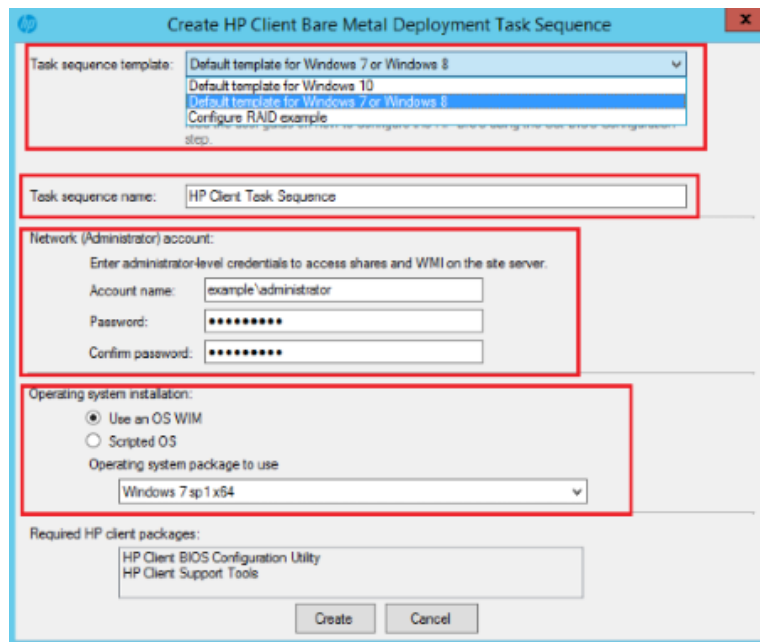 Create HP Client Bare Metal Deployment Task Sequence
x
Task sequence template:
Default template for Windows 7 or Windows 8
Default template for Windows 10
Default template for Windows 7 or Windows 8
Configure RAID example
step.
Task sequence name:
HP Client Task Sequence
Network (Administrator) account:
Enter administrator-level credentials to access shares and WMI on the site server.
Account name:
example\administrator
Password:
●●●●●●●●●
Confirm password:
●●●●●●●●●
Operating system installation:
Use an OS WIM
Scripted OS
Operating system package to use
Windows 7 sp1 x64
Required HP client packages:
HP Client BIOS Configuration Utility
HP Client Support Tools
Create
Cancel